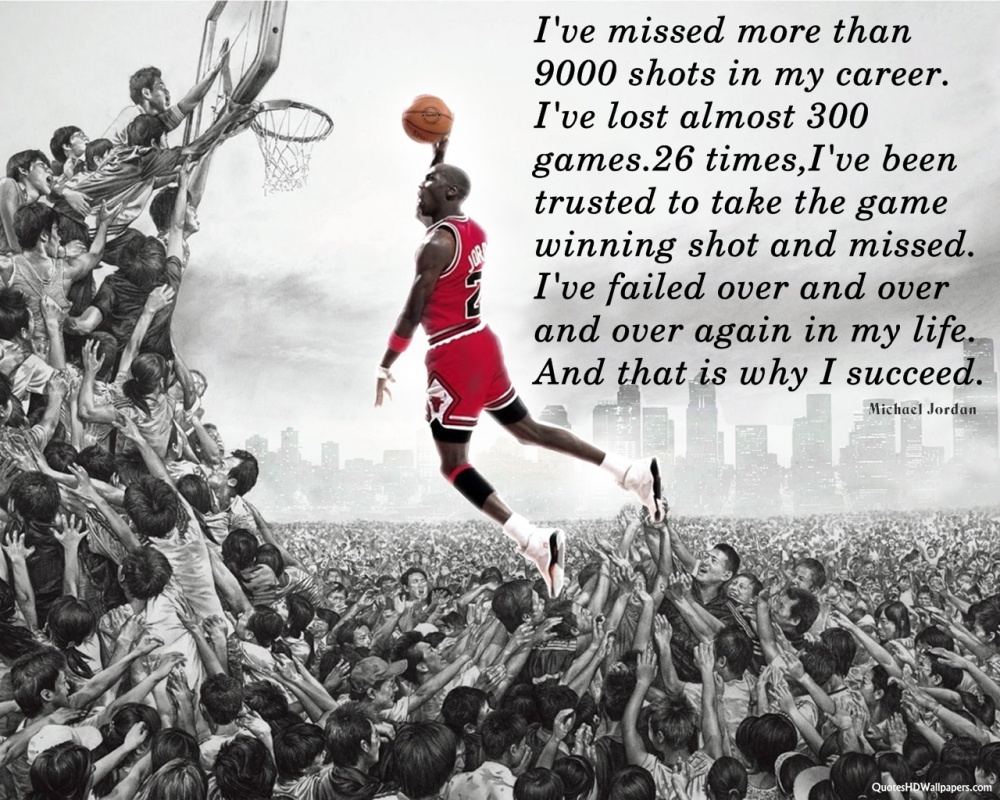 I've missed more than
9000 shots in my career.
I've lost almost 300
games.26 times,I've been
trusted to take the game
winning shot and missed.
I've failed over and over
and over again in my life.
And that is why I succeed.
Michael Jordan
JORDA
2
QuotesHDWallpapers.com